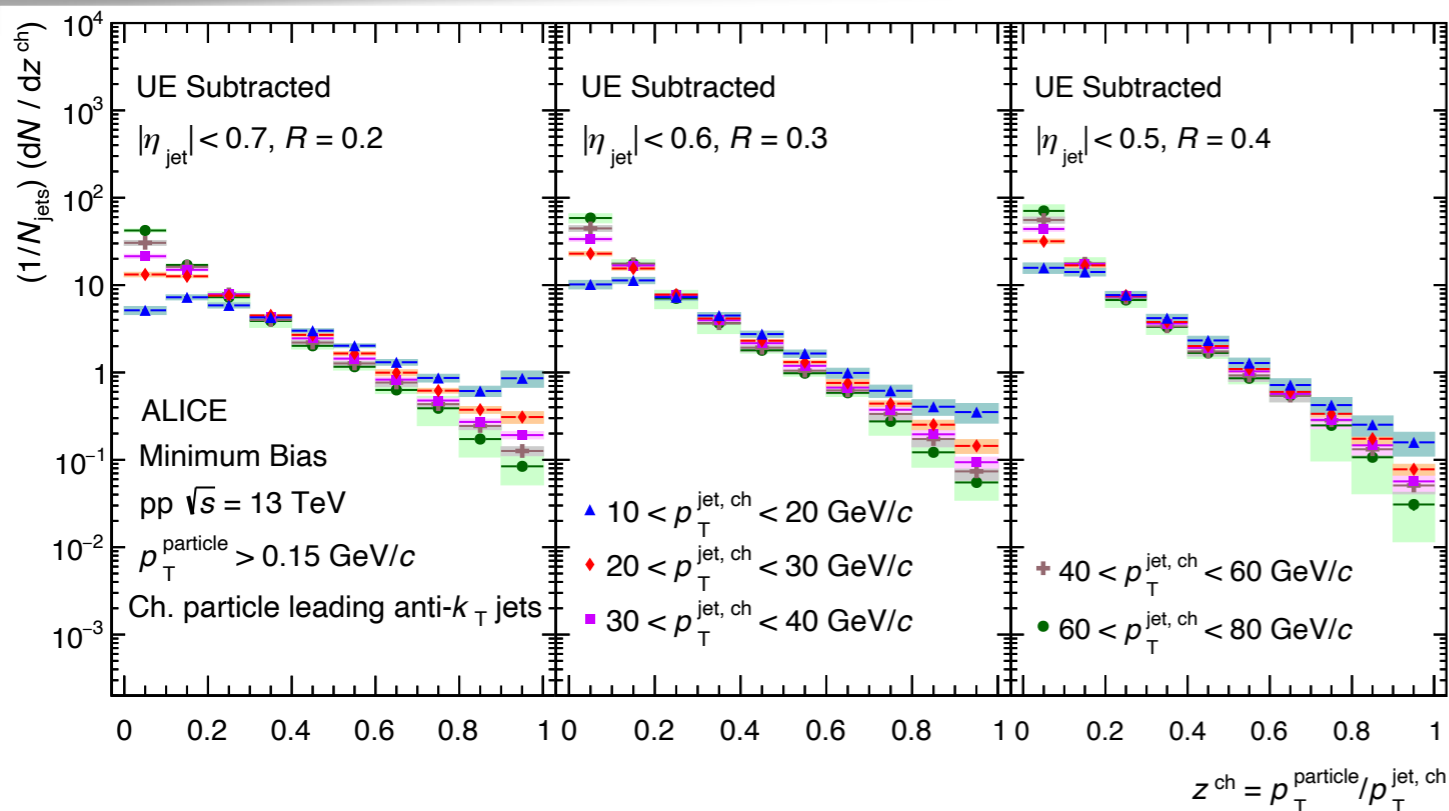 (1/N_jets) (dN / dz^ch)
10^4
10^3
10^2
10
1
10^−1
10^−2
10^−3
UE Subtracted
|η_jet| < 0.7, R = 0.2
ALICE
Minimum Bias
pp √s = 13 TeV
p_T^particle > 0.15 GeV/c
Ch. particle leading anti-k_T jets
0 0.2 0.4 0.6 0.8 1
UE Subtracted
|η_jet| < 0.6, R = 0.3
10 < p_T^jet, ch < 20 GeV/c
20 < p_T^jet, ch < 30 GeV/c
30 < p_T^jet, ch < 40 GeV/c
0 0.2 0.4 0.6 0.8 1
UE Subtracted
|η_jet| < 0.5, R = 0.4
40 < p_T^jet, ch < 60 GeV/c
60 < p_T^jet, ch < 80 GeV/c
0 0.2 0.4 0.6 0.8 1
z^ch = p_T^particle/p_T^jet, ch